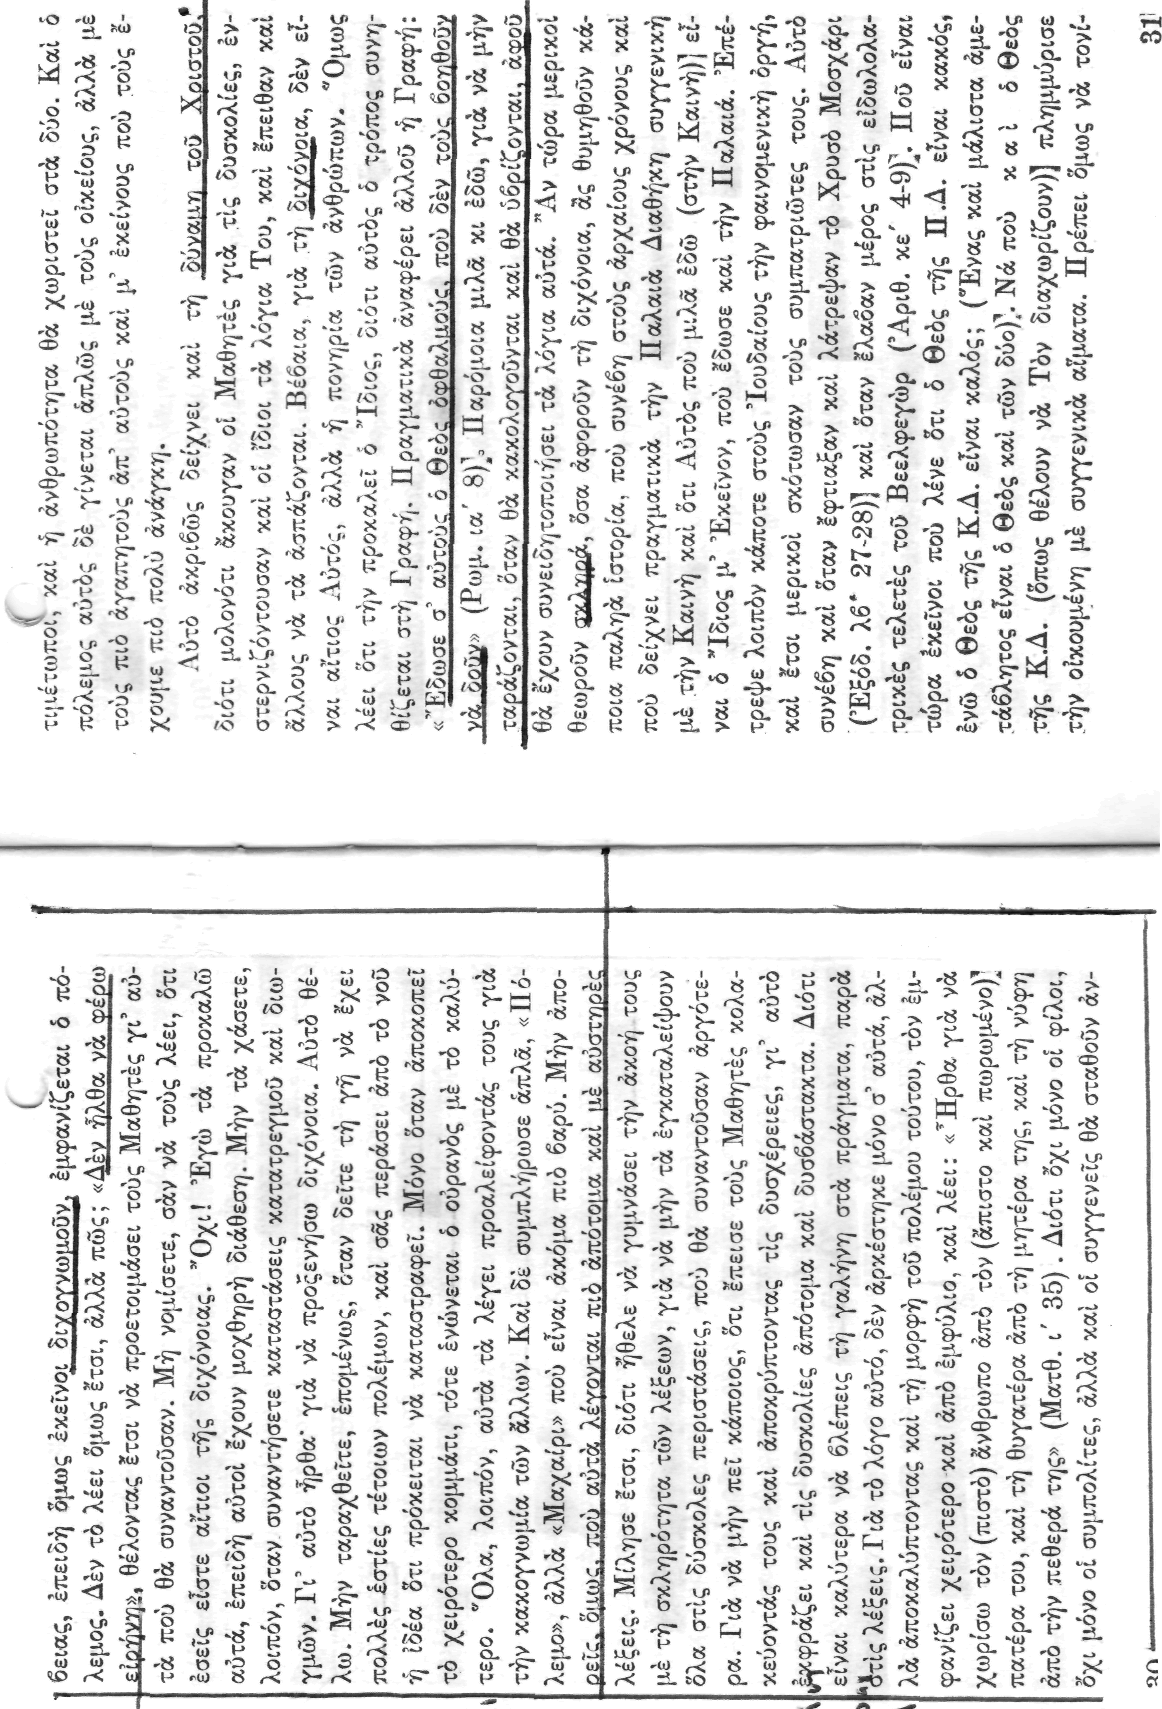 βειας, ἐπειδὴ ὅμως ἐκεῖνοι διχογνωμοῦν, ἐμφανίζεται ὁ πό-
λεμος. Δὲν τὸ λέει ὅμως ἔτσι, ἀλλὰ πῶς; «Δὲν ἦλθα νὰ φέρω
εἰρήνη», θέλοντας ἔτσι νὰ προετοιμάσει τοὺς Μαθητὲς γι' αὐ-
τὰ ποὺ θὰ συναντοῦσαν. Μὴ νομίσετε, σὰν νὰ τοὺς λέει, ὅτι
ἐσεῖς εἶστε αἴτιοι τῆς διχόνοιας. Ὄχι! Ἐγὼ τὰ προκαλῶ
αὐτά, ἐπειδὴ αὐτοὶ ἔχουν μοχθηρὴ διάθεση. Μὴν τὰ χάσετε,
λοιπόν, ὅταν συναντήσετε καταστάσεις κατατρεγμοῦ καὶ διω-
γμῶν. Γι' αὐτὸ ἦρθα· γιὰ νὰ προξενήσω διχόνοια. Αὐτὸ θέ-
λω. Μὴν ταραχθεῖτε, ἑπομένως, ὅταν δεῖτε τὴ γῆ νὰ ἔχει
πολλὲς ἑστίες τέτοιων πολέμων, καὶ σᾶς περάσει ἀπὸ τὸ νοῦ
ἡ ἰδέα ὅτι πρόκειται νὰ καταστραφεῖ. Μόνο ὅταν ἀποκοπεῖ
τὸ χειρότερο κομμάτι, τότε ἑνώνεται ὁ οὐρανὸς μὲ τὸ καλύ-
τερο. Ὅλα, λοιπόν, αὐτὰ τὰ λέγει προαλείφοντάς τους γιὰ
τὴν κακογνωμία τῶν ἄλλων. Καὶ δὲ συμπλήρωσε ἁπλᾶ, «Πό-
λεμο», ἀλλὰ «Μαχαίρι» ποὺ εἶναι ἀκόμα πιὸ βαρύ. Μὴν ἀπο-
ρεῖς, ὅμως, ποὺ αὐτὰ λέγονται πιὸ ἀπότομα καὶ μὲ αὐστηρὲς
λέξεις. Μίλησε ἔτσι, διότι ἤθελε νὰ γυμνάσει τὴν ἀκοή τους
μὲ τὴ σκληρότητα τῶν λέξεων, γιὰ νὰ μὴν τὰ ἐγκαταλείψουν
ὅλα στὶς δύσκολες περιστάσεις, ποὺ θὰ συναντοῦσαν ἀργότε-
ρα. Γιὰ νὰ μὴν πεῖ κάποιος, ὅτι ἔπεισε τοὺς Μαθητὲς κολα-
κεύοντάς τους καὶ ἀποκρύπτοντας τὶς δυσχέρειες, γι' αὐτὸ
ἐκφράζει καὶ τὶς δυσκολίες ἀπότομα καὶ δυσβάστακτα. Διότι
εἶναι καλύτερα νὰ βλέπεις τὴ γαλήνη στὰ πράγματα, παρὰ
στὶς λέξεις. Γιὰ τὸ λόγο αὐτό, δὲν ἀρκέστηκε μόνο σ' αὐτά, ἀλ-
λὰ ἀποκαλύπτοντας καὶ τὴ μορφὴ τοῦ πολέμου τούτου, τὸν ἐμ-
φανίζει χειρότερο καὶ ἀπὸ ἐμφύλιο, καὶ λέει: «Ἦρθα γιὰ νὰ
χωρίσω τὸν (πιστὸ) ἄνθρωπο ἀπὸ τὸν (ἄπιστο καὶ πωρωμένο)
πατέρα του, καὶ τὴ θυγατέρα ἀπὸ τὴ μητέρα της, καὶ τὴ νύφη
ἀπὸ τὴν πεθερά της» (Ματθ. ι΄ 35). Διότι ὄχι μόνο οἱ φίλοι,
ὄχι μόνο οἱ συμπολίτες, ἀλλὰ καὶ οἱ συγγενεῖς θὰ σταθοῦν ἀν-
30
τιμέτωποι, καὶ ἡ ἀνθρωπότητα θὰ χωριστεῖ στὰ δύο. Καὶ ὁ
πόλεμος αὐτὸς δὲ γίνεται ἁπλῶς μὲ τοὺς οἰκείους, ἀλλὰ μὲ
τοὺς πιὸ ἀγαπητοὺς ἀπ' αὐτοὺς καὶ μ' ἐκείνους ποὺ τοὺς ἔ-
χουμε πιὸ πολὺ ἀνάγκη.
Αὐτὸ ἀκριβῶς δείχνει καὶ τὴ δύναμη τοῦ Χριστοῦ,
διότι μολονότι ἄκουγαν οἱ Μαθητὲς γιὰ τὶς δυσκολίες, ἐν-
στερνιζόντουσαν καὶ οἱ ἴδιοι τὰ λόγια Του, καὶ ἔπειθαν καὶ
ἄλλους νὰ τὰ ἀσπάζονται. Βέβαια, γιὰ τὴ διχόνοια, δὲν εἶ-
ναι αἴτιος Αὐτός, ἀλλὰ ἡ πονηρία τῶν ἀνθρώπων. Ὅμως
λέει ὅτι τὴν προκαλεῖ ὁ Ἴδιος, διότι αὐτὸς ὁ τρόπος συνη-
θίζεται στὴ Γραφή. Πραγματικὰ ἀναφέρει ἀλλοῦ ἡ Γραφή:
«Ἔδωσε σ' αὐτοὺς ὁ Θεὸς ὀφθαλμούς, ποὺ δὲν τοὺς βοηθοῦν
νὰ δοῦν» (Ρωμ. ια΄ 8). Παρόμοια μιλᾶ κι ἐδῶ, γιὰ νὰ μὴν
ταράζονται, ὅταν θὰ κακολογοῦνται καὶ θὰ ὑβρίζονται, ἀφοῦ
θὰ ἔχουν συνειδητοποιήσει τὰ λόγια αὐτά. Ἂν τώρα μερικοὶ
θεωροῦν σκληρά, ὅσα ἀφοροῦν τὴ διχόνοια, ἂς θυμηθοῦν κά-
ποια παληὰ ἱστορία, ποὺ συνέβη στοὺς ἀρχαίους χρόνους καὶ
ποὺ δείχνει πραγματικὰ τὴν Παλαιὰ Διαθήκη συγγενικὴ
μὲ τὴν Καινὴ καὶ ὅτι Αὐτὸς ποὺ μιλᾶ ἐδῶ (στὴν Καινὴ) εἶ-
ναι ὁ Ἴδιος μ' Ἐκεῖνον, ποὺ ἔδωσε καὶ τὴν Παλαιά. Ἐπέ-
τρεψε λοιπὸν κάποτε στοὺς Ἰουδαίους τὴν φαινομενικὴ ὀργή,
καὶ ἔτσι μερικοὶ σκότωσαν τοὺς συμπατριῶτες τους. Αὐτὸ
συνέβη καὶ ὅταν ἔφτιαξαν καὶ λάτρεψαν τὸ Χρυσὸ Μοσχάρι
(Ἐξδ. λ6· 27-28) καὶ ὅταν ἔλαβαν μέρος στὶς εἰδωλολα-
τρικὲς τελετὲς τοῦ Βεελφεγὼρ (Ἀριθ. κε΄ 4-9). Ποῦ εἶναι
τώρα ἐκεῖνοι ποὺ λένε ὅτι ὁ Θεὸς τῆς Π.Δ. εἶναι κακός,
ἐνῶ ὁ Θεὸς τῆς Κ.Δ. εἶναι καλός; (Ἕνας καὶ μάλιστα ἀμε-
τάβλητος εἶναι ὁ Θεὸς καὶ τῶν δύο). Νά ποὺ κ α ὶ ὁ Θεὸς
τῆς Κ.Δ. (ὅπως θέλουν νὰ Τὸν διαχωρίζουν) πλημμύρισε
τὴν οἰκουμένη μὲ συγγενικὰ αἵματα. Πρέπει ὅμως νὰ τονί-
31